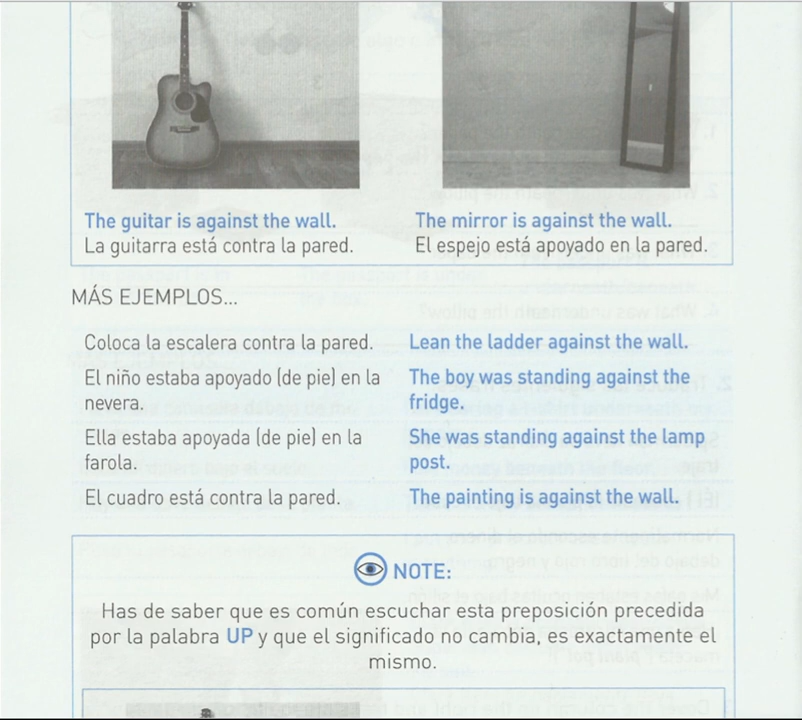 The guitar is against the wall.
La guitarra está contra la pared.
The mirror is against the wall.
El espejo está apoyado en la pared.
MÁS EJEMPLOS...
Coloca la escalera contra la pared.
Lean the ladder against the wall.
El niño estaba apoyado (de pie) en la
nevera.
The boy was standing against the
fridge.
Ella estaba apoyada (de pie) en la
farola.
She was standing against the lamp
post.
El cuadro está contra la pared.
The painting is against the wall.
NOTE:
Has de saber que es común escuchar esta preposición precedida
por la palabra UP y que el significado no cambia, es exactamente el
mismo.